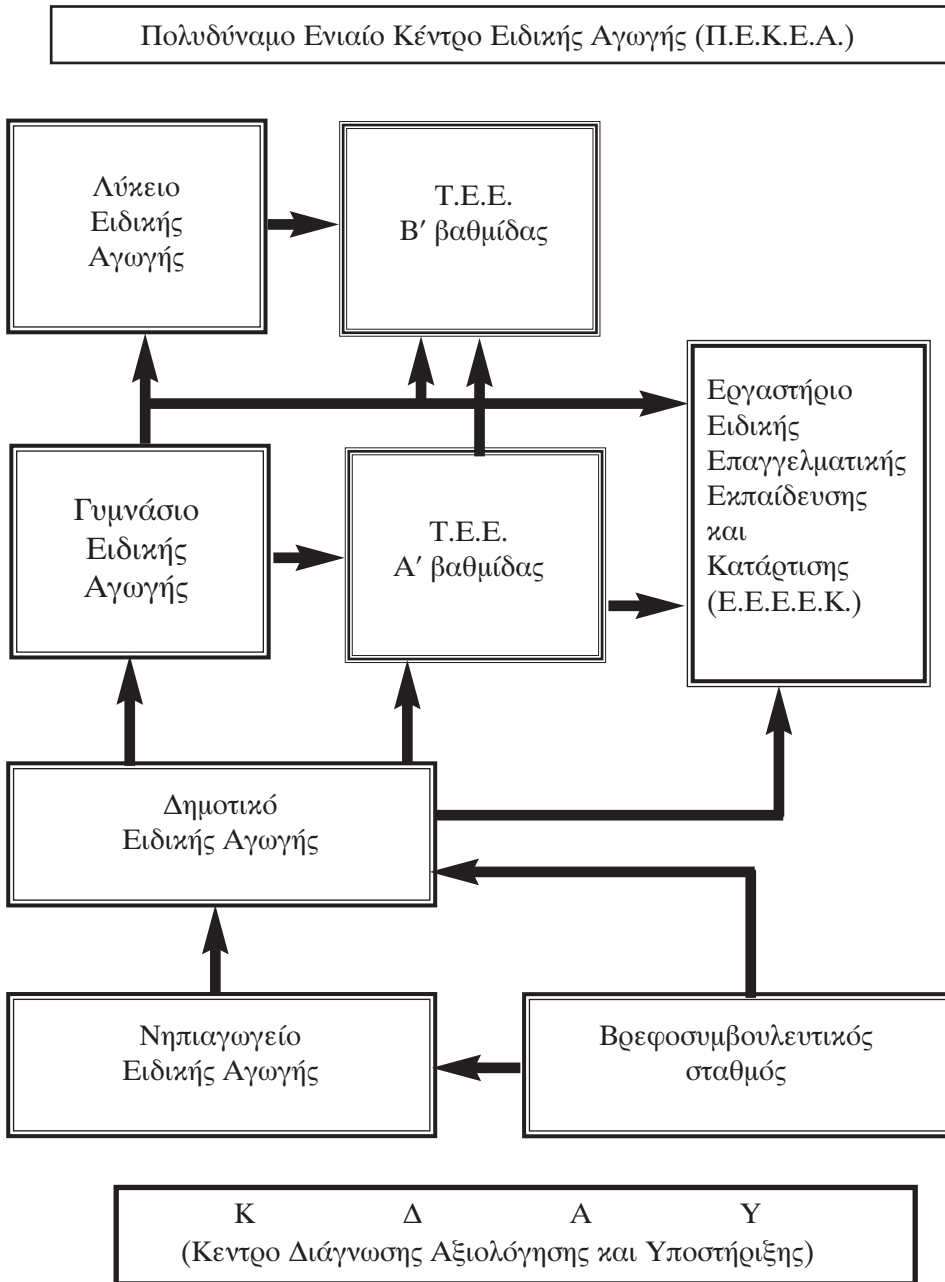 Πολυδύναμο Ενιαίο Κέντρο Ειδικής Αγωγής (Π.Ε.Κ.Ε.Α.)
Λύκειο
Ειδικής
Αγωγής
Τ.Ε.Ε.
Β′ βαθμίδας
Εργαστήριο
Ειδικής
Επαγγελματικής
Εκπαίδευσης
και
Κατάρτισης
(Ε.Ε.Ε.Ε.Κ.)
Γυμνάσιο
Ειδικής
Αγωγής
Τ.Ε.Ε.
Α′ βαθμίδας
Δημοτικό
Ειδικής Αγωγής
Νηπιαγωγείο
Ειδικής Αγωγής
Βρεφοσυμβουλευτικός
σταθμός
Κ Δ Α Υ
(Κεντρο Διάγνωσης Αξιολόγησης και Υποστήριξης)